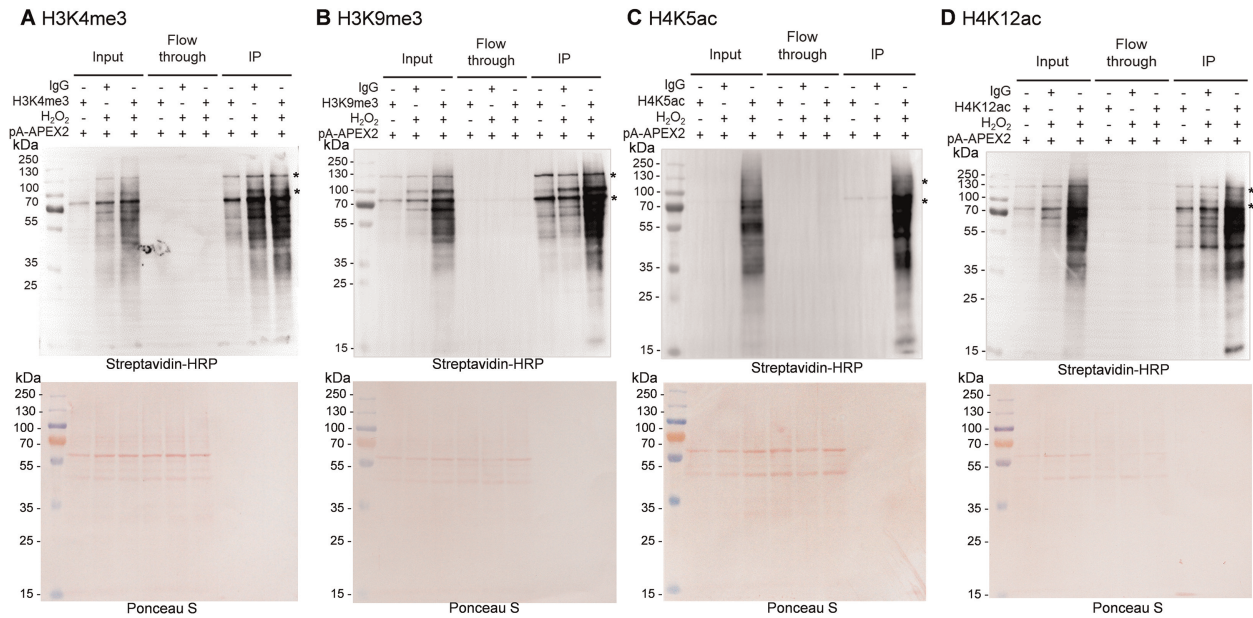 A H3K4me3
Input Flow through IP
IgG - + - - + - - + -
H3K4me3 + - + + - + + - +
H₂O₂ - + + - + + - + +
pA-APEX2 + + + + + + + + +
kDa
250
130
100
70
55
35
25
*
*
Streptavidin-HRP
kDa
250 -
130 -
100 -
70 -
55 -
35 -
25 -
15 -
Ponceau S
B H3K9me3
Input Flow through IP
IgG - + - - + - - + -
H3K9me3 + - + + - + + - +
H₂O₂ - + + - + + - + +
pA-APEX2 + + + + + + + + +
kDa
250 -
130 -
100 -
70 -
55 -
35 -
25 -
15 -
*
*
Streptavidin-HRP
kDa
250 -
130 -
100 -
70 -
55 -
35 -
25 -
15 -
Ponceau S
C H4K5ac
Input Flow through IP
IgG - + - - + - - + -
H4K5ac + - + + - + + - +
H₂O₂ - + + - + + - + +
pA-APEX2 + + + + + + + + +
kDa
250 -
130 -
100 -
70 -
55 -
35 -
25 -
15 -
*
*
Streptavidin-HRP
kDa
250 -
130 -
100 -
70 -
55 -
35 -
25 -
15 -
Ponceau S
D H4K12ac
Input Flow through IP
IgG - + - - + - - + -
H4K12ac + - + + - + + - +
H₂O₂ - + + - + + - + +
pA-APEX2 + + + + + + + + +
kDa
250 -
130 -
100 -
70 -
55 -
35 -
25 -
15 -
*
*
Streptavidin-HRP
kDa
250 -
130 -
100 -
70 -
55 -
35 -
25 -
15 -
Ponceau S